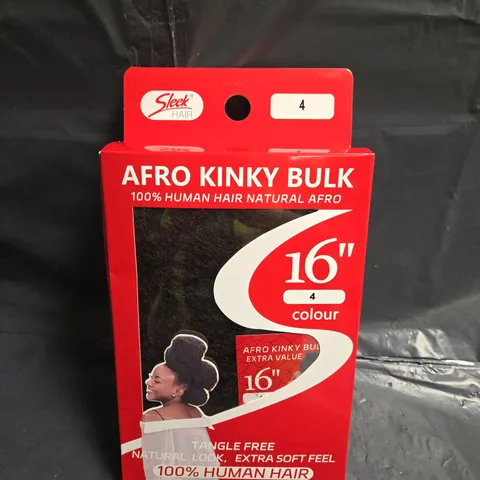 Sleek
HAIR
4
AFRO KINKY BULK
100% HUMAN HAIR NATURAL AFRO
16"
4
colour
AFRO KINKY BUL
EXTRA VALUE
16"
TANGLE FREE
NATURAL LOOK, EXTRA SOFT FEEL
100% HUMAN HAIR